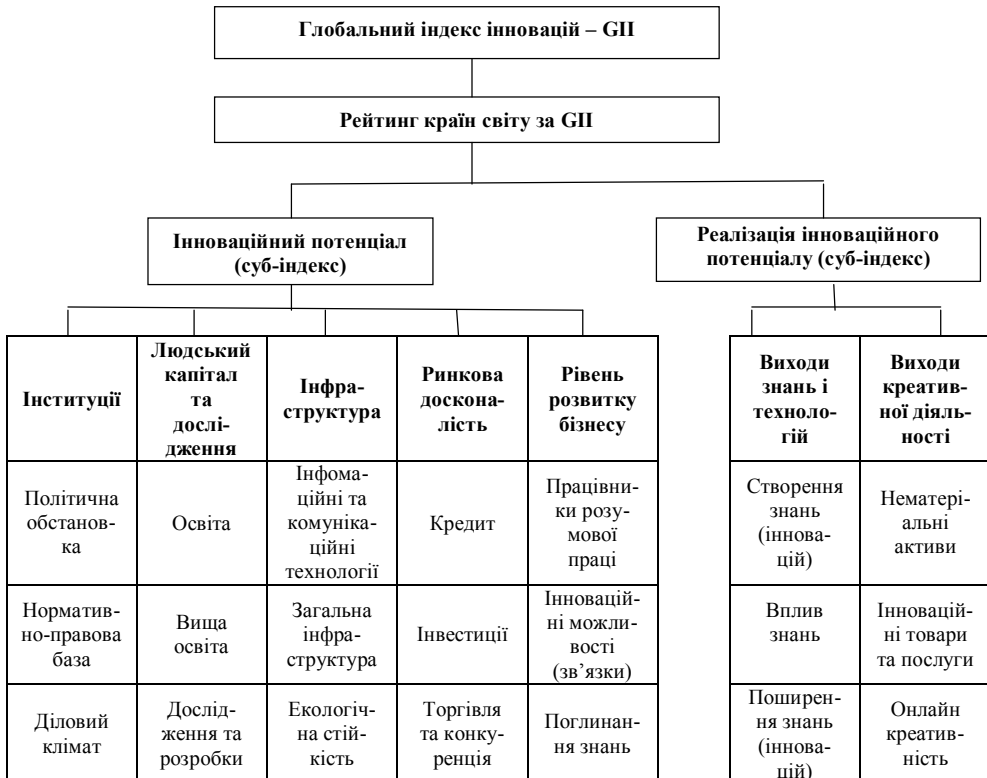 Глобальний індекс інновацій – GII
Рейтинг країн світу за GII
Інноваційний потенціал
(суб-індекс)
Реалізація інноваційного
потенціалу (суб-індекс)
Інституції
Людський
капітал
та
дослі-
дження
Інфра-
структура
Ринкова
доскона-
лість
Рівень
розвитку
бізнесу
Виходи
знань і
техноло-
гій
Виходи
креатив-
ної діяль-
ності
Політична
обстанов-
ка
Освіта
Інфома-
ційні та
комуніка-
ційні
технології
Кредит
Працівни-
ки розу-
мової
праці
Створення
знань
(іннова-
цій)
Нематері-
альні
активи
Норматив-
но-правова
база
Вища
освіта
Загальна
інфра-
структура
Інвестиції
Інновацій-
ні можли-
вості
(зв’язки)
Вплив
знань
Інновацій-
ні товари
та послуги
Діловий
клімат
Дослід-
ження та
розробки
Екологіч-
на стій-
кість
Торгівля
та конку-
ренція
Поглинан-
ня знань
Поширен-
ня знань
(іннова-
цій)
Онлайн
креатив-
ність